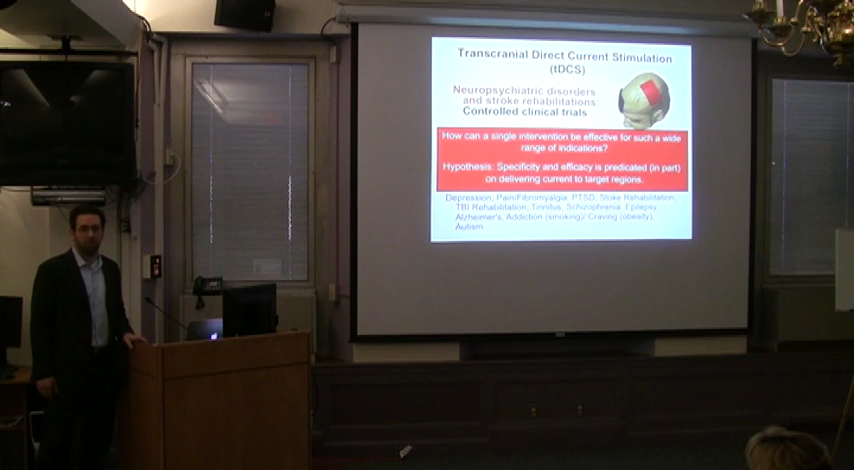 Transcranial Direct Current Stimulation
(tDCS)
Neuropsychiatric disorders
and stroke rehabilitations:
Controlled clinical trials
How can a single intervention be effective for such a wide
range of indications?
Hypothesis: Specificity and efficacy is predicated (in part)
on delivering current to target regions.
Depression, Pain/Fibromyalgia, PTSD, Stoke Rehabilitation,
TBI Rehabilitation, Tinnitus, Schizophrenia, Epilepsy
Alzheimer's, Addiction (smoking)/ Craving (obesity),
Autism.